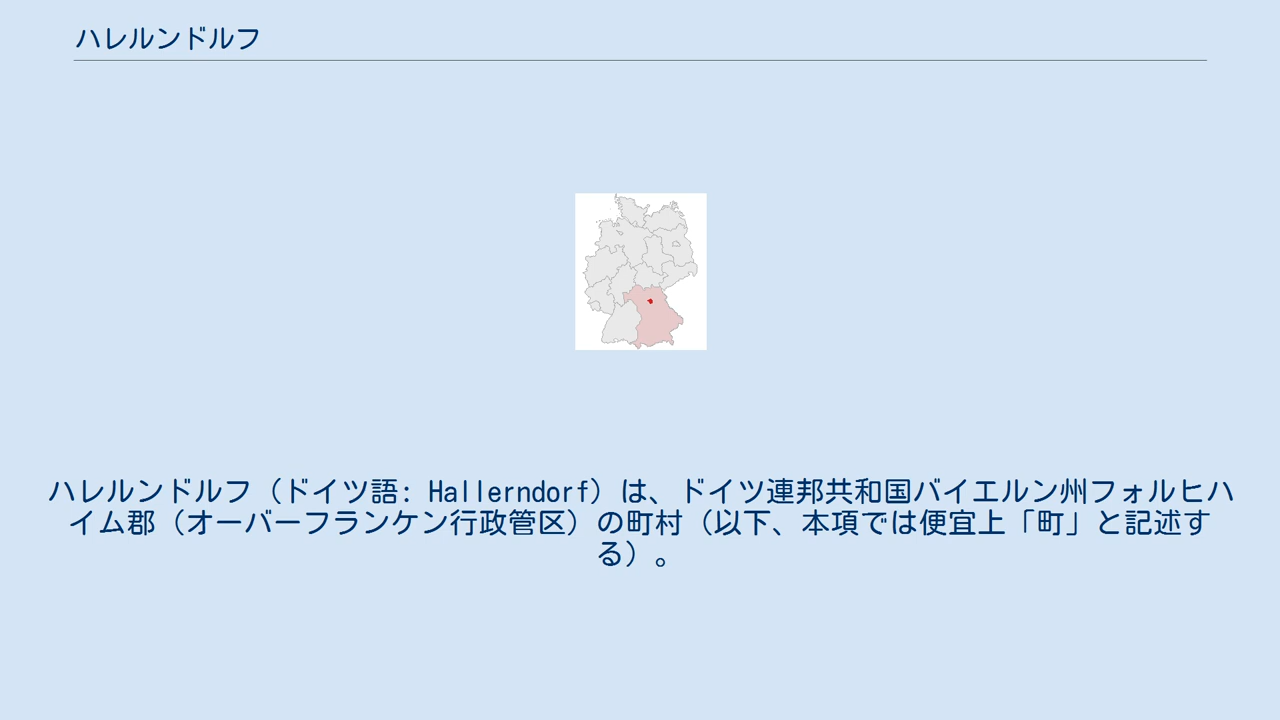 ハレルンドルフ
ハレルンドルフ（ドイツ語: Hallerndorf）は、ドイツ連邦共和国バイエルン州フォルヒハ
イム郡（オーバーフランケン行政管区）の町村（以下、本項では便宜上「町」と記述す
る）。